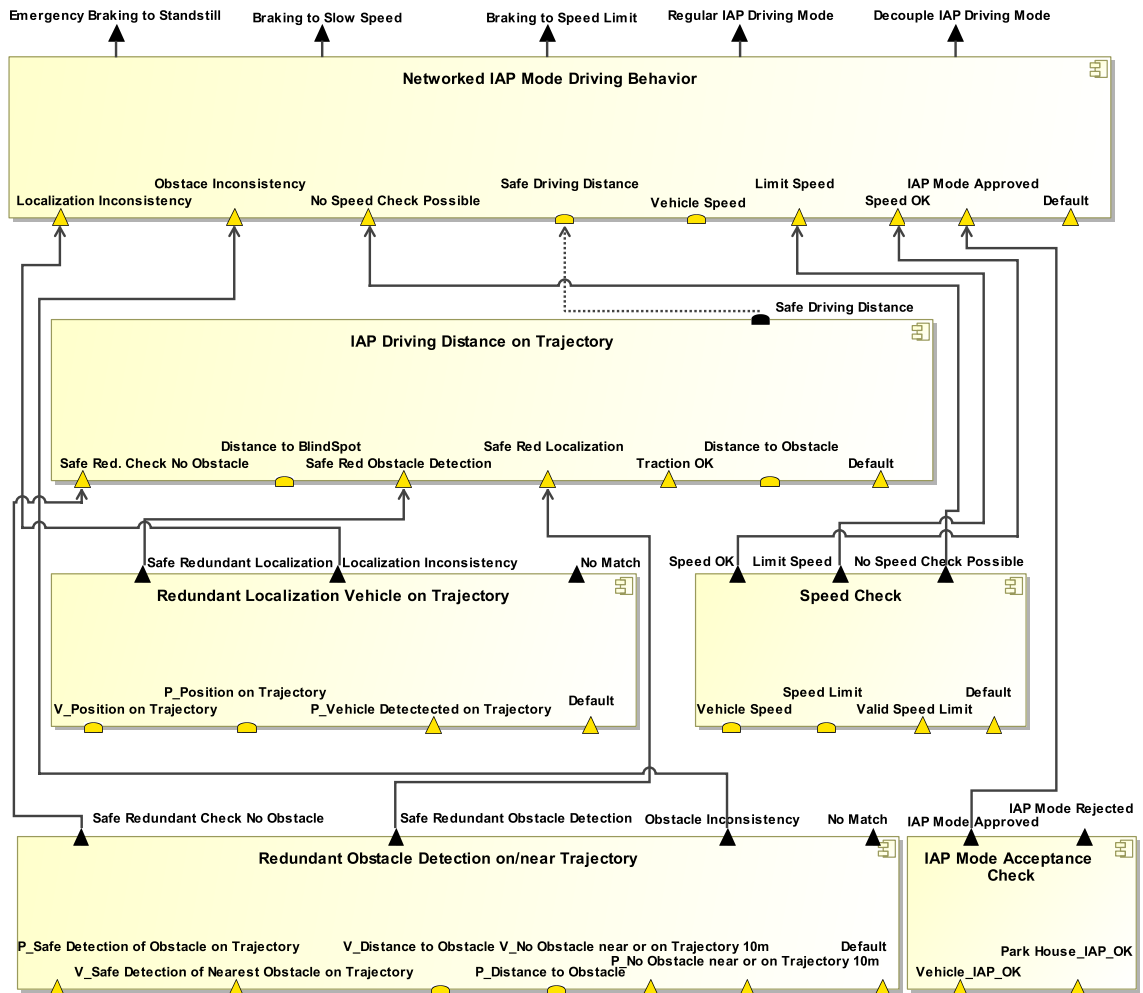 Emergency Braking to Standstill
Braking to Slow Speed
Braking to Speed Limit
Regular IAP Driving Mode
Decouple IAP Driving Mode
Networked IAP Mode Driving Behavior
Localization Inconsistency
Obstace Inconsistency
No Speed Check Possible
Safe Driving Distance
Vehicle Speed
Limit Speed
Speed OK
IAP Mode Approved
Default
Safe Driving Distance
IAP Driving Distance on Trajectory
Safe Red. Check No Obstacle
Distance to BlindSpot
Safe Red Obstacle Detection
Safe Red Localization
Traction OK
Distance to Obstacle
Default
Safe Redundant Localization
Localization Inconsistency
No Match
Redundant Localization Vehicle on Trajectory
V_Position on Trajectory
P_Position on Trajectory
P_Vehicle Detectected on Trajectory
Default
Speed OK
Limit Speed
No Speed Check Possible
Speed Check
Vehicle Speed
Speed Limit
Valid Speed Limit
Default
Safe Redundant Check No Obstacle
Safe Redundant Obstacle Detection
Obstacle Inconsistency
No Match
Redundant Obstacle Detection on/near Trajectory
P_Safe Detection of Obstacle on Trajectory
V_Safe Detection of Nearest Obstacle on Trajectory
V_Distance to Obstacle
P_Distance to Obstacle
V_No Obstacle near or on Trajectory 10m
P_No Obstacle near or on Trajectory 10m
Default
IAP Mode Approved
IAP Mode Rejected
IAP Mode Acceptance
Check
Vehicle_IAP_OK
Park House_IAP_OK